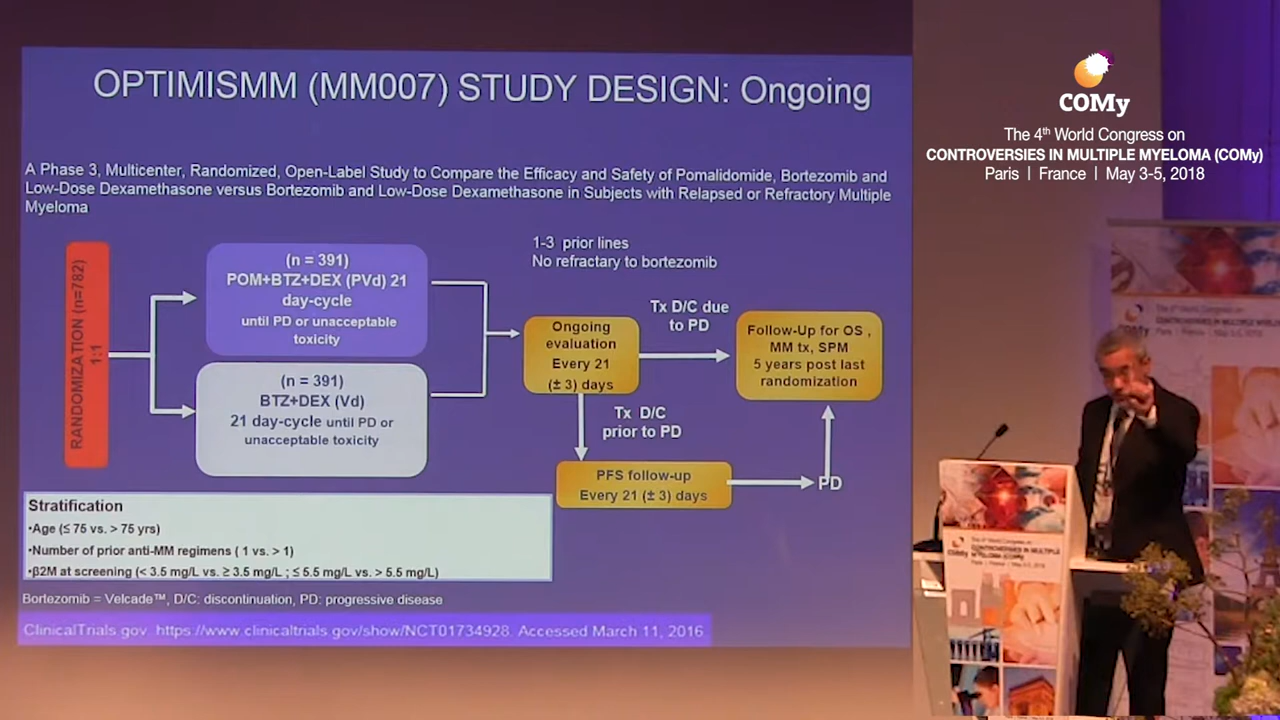 OPTIMISMM (MM007) STUDY DESIGN: Ongoing
A Phase 3, Multicenter, Randomized, Open-Label Study to Compare the Efficacy and Safety of Pomalidomide, Bortezomib and
Low-Dose Dexamethasone versus Bortezomib and Low-Dose Dexamethasone in Subjects with Relapsed or Refractory Multiple
Myeloma
RANDOMIZATION (n=782)
1:1
(n = 391)
POM+BTZ+DEX (PVd) 21
day-cycle
until PD or unacceptable
toxicity
(n = 391)
BTZ+DEX (Vd)
21 day-cycle until PD or
unacceptable toxicity
1-3 prior lines
No refractary to bortezomib
Ongoing
evaluation
Every 21
(± 3) days
Tx D/C due
to PD
Follow-Up for OS ,
MM tx, SPM
5 years post last
randomization
Tx D/C
prior to PD
PFS follow-up
Every 21 (± 3) days
PD
Stratification
•Age (≤ 75 vs. > 75 yrs)
•Number of prior anti-MM regimens ( 1 vs. > 1)
•β2M at screening (< 3.5 mg/L vs. ≥ 3.5 mg/L ; ≤ 5.5 mg/L vs. > 5.5 mg/L)
Bortezomib = Velcade™, D/C: discontinuation, PD: progressive disease
ClinicalTrials gov. https://www.clinicaltrials.gov/show/NCT01734928. Accessed March 11, 2016
COMy
The 4th World Congress on
CONTROVERSIES IN MULTIPLE MYELOMA (COMy)
Paris | France | May 3-5, 2018
COMy
COMy